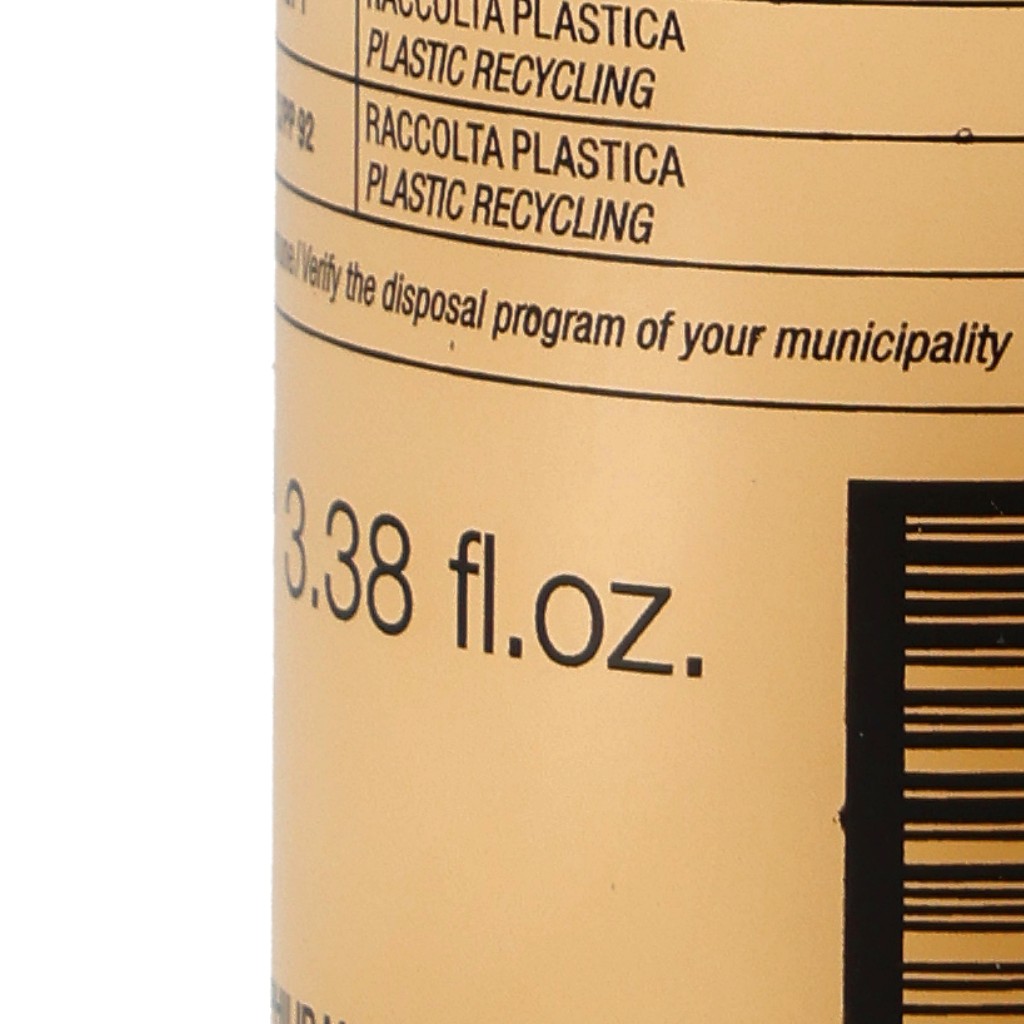 RACCOLTA PLASTICA
PLASTIC RECYCLING
92
RACCOLTA PLASTICA
PLASTIC RECYCLING
/Verify the disposal program of your municipality
3.38 fl.oz.